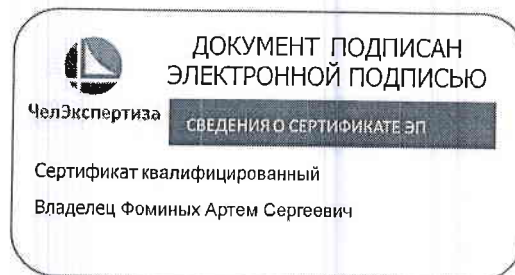 ДОКУМЕНТ ПОДПИСАН
ЭЛЕКТРОННОЙ ПОДПИСЬЮ
ЧелЭкспертиза
СВЕДЕНИЯ О СЕРТИФИКАТЕ ЭП
Сертификат квалифицированный
Владелец Фоминых Артем Сергеевич